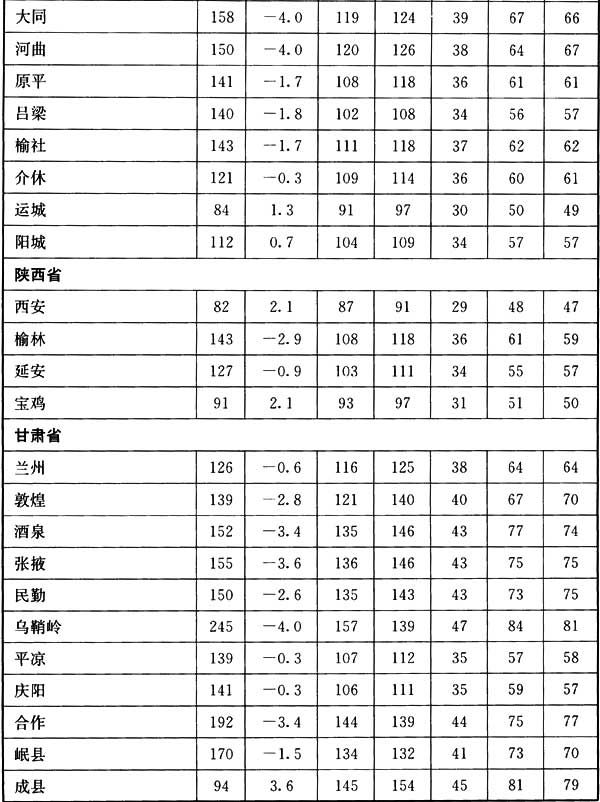 大同 158 －4.0 119 124 39 67 66
河曲 150 －4.0 120 126 38 64 67
原平 141 －1.7 108 118 36 61 61
吕梁 140 －1.8 102 108 34 56 57
榆社 143 －1.7 111 118 37 62 62
介休 121 －0.3 109 114 36 60 61
运城 84 1.3 91 97 30 50 49
阳城 112 0.7 104 109 34 57 57
陕西省
西安 82 2.1 87 91 29 48 47
榆林 143 －2.9 108 118 36 61 59
延安 127 －0.9 103 111 34 55 57
宝鸡 91 2.1 93 97 31 51 50
甘肃省
兰州 126 －0.6 116 125 38 64 64
敦煌 139 －2.8 121 140 40 67 70
酒泉 152 －3.4 135 146 43 77 74
张掖 155 －3.6 136 146 43 75 75
民勤 150 －2.6 135 143 43 73 75
乌鞘岭 245 －4.0 157 139 47 84 81
平凉 139 －0.3 107 112 35 57 58
庆阳 141 －0.3 106 111 35 59 57
合作 192 －3.4 144 139 44 75 77
岷县 170 －1.5 134 132 41 73 70
成县 94 3.6 145 154 45 81 79